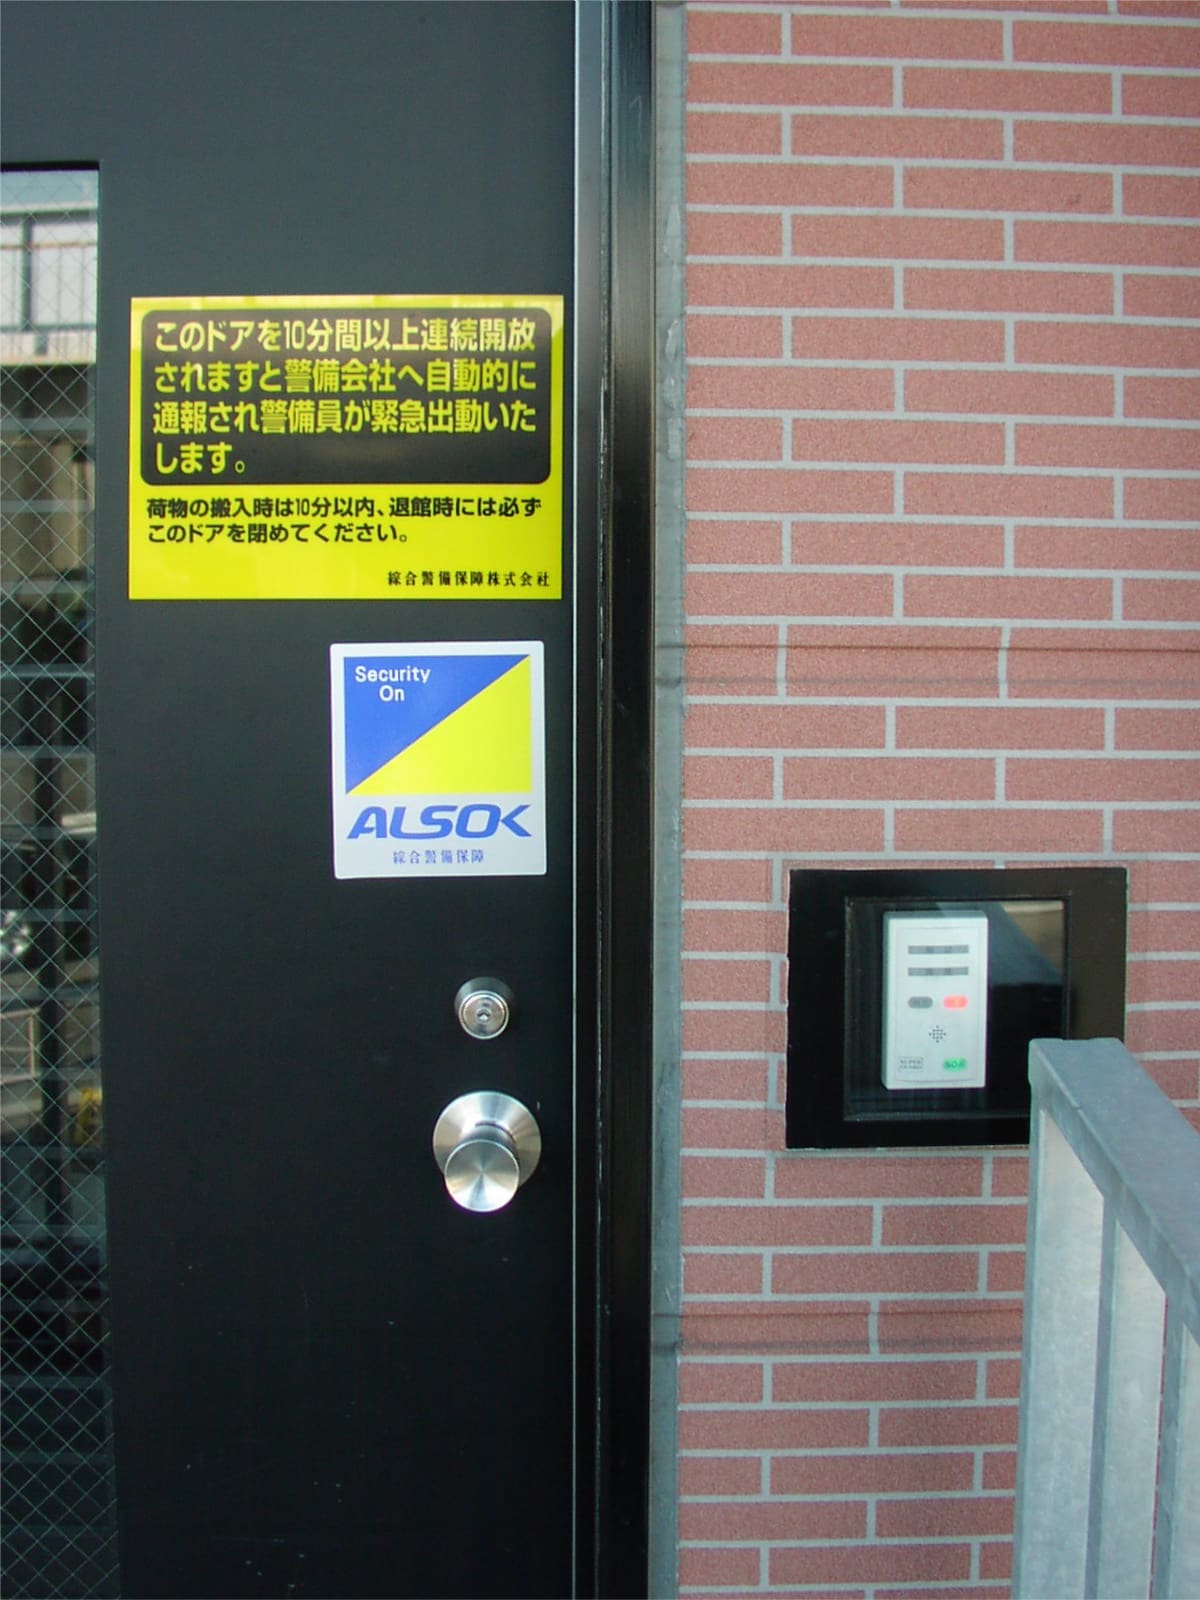 このドアを10分間以上連続開放
されますと警備会社へ自動的に
通報され警備員が緊急出動いた
します。
荷物の搬入時は10分以内、退館時には必ず
このドアを閉めてください。
綜合警備保障株式会社
Security
On
ALSOK
綜合警備保障